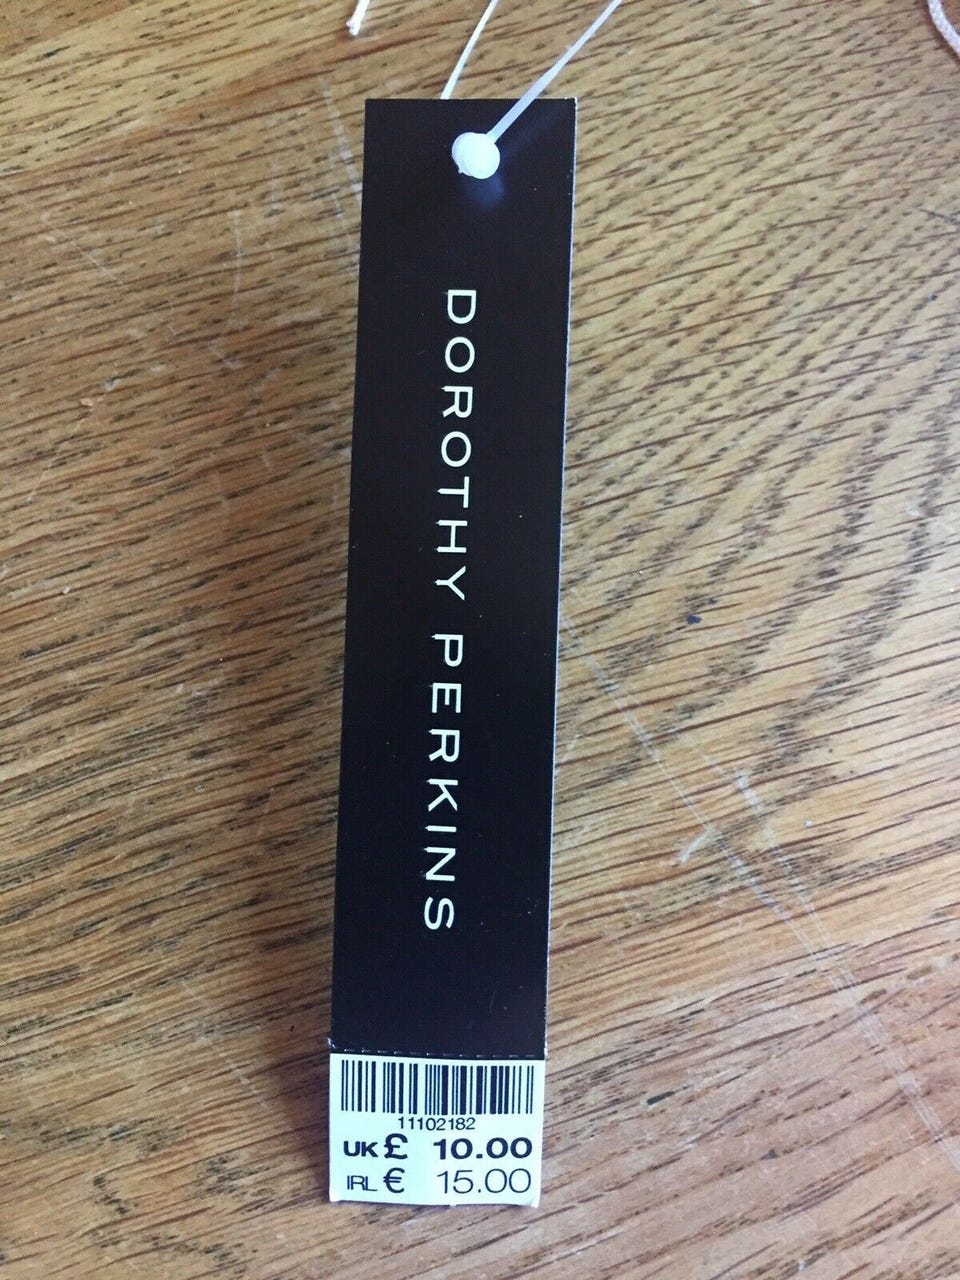 DOROTHY PERKINS
11102182
UK £ 10.00
IRL € 15.00